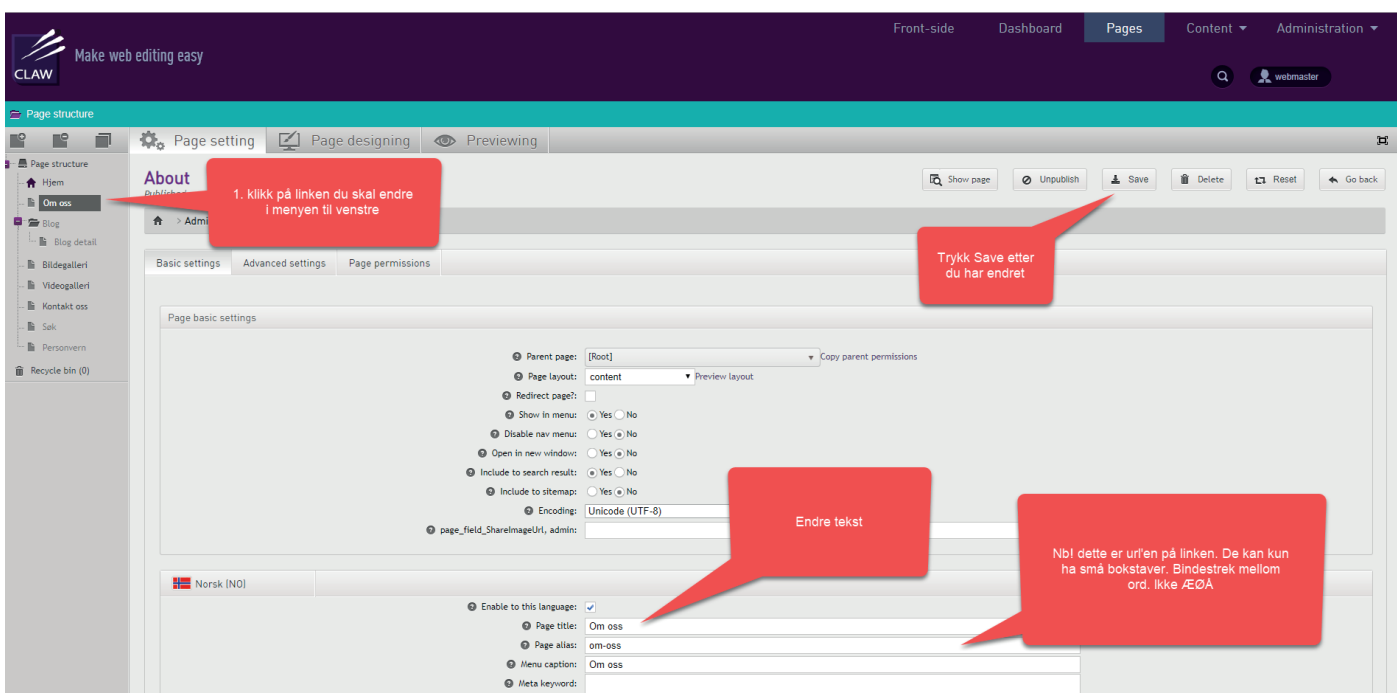 Front-side Dashboard Pages Content Administration
Make web editing easy
CLAW
webmaster
Page structure
Page setting Page designing Previewing
Page structure
Hjem
Om oss
Blog
Blog detail
Bildegalleri
Videogalleri
Kontakt oss
Søk
Personvern
Recycle bin (0)
About
Show page Unpublish Save Delete Reset Go back
1. klikk på linken du skal endre
i menyen til venstre
Trykk Save etter
du har endret
Basic settings Advanced settings Page permissions
Page basic settings
Parent page: [Root] Copy parent permissions
Page layout: content Preview layout
Redirect page?:
Show in menu: Yes No
Disable nav menu: Yes No
Open in new window: Yes No
Include to search result: Yes No
Include to sitemap: Yes No
Encoding: Unicode (UTF-8)
page_field_ShareImageUrl, admin:
Endre tekst
Nb! dette er url'en på linken. De kan kun
ha små bokstaver. Bindestrek mellom
ord. Ikke ÆØÅ
Norsk (NO)
Enable to this language:
Page title: Om oss
Page alias: om-oss
Menu caption: Om oss
Meta keyword: